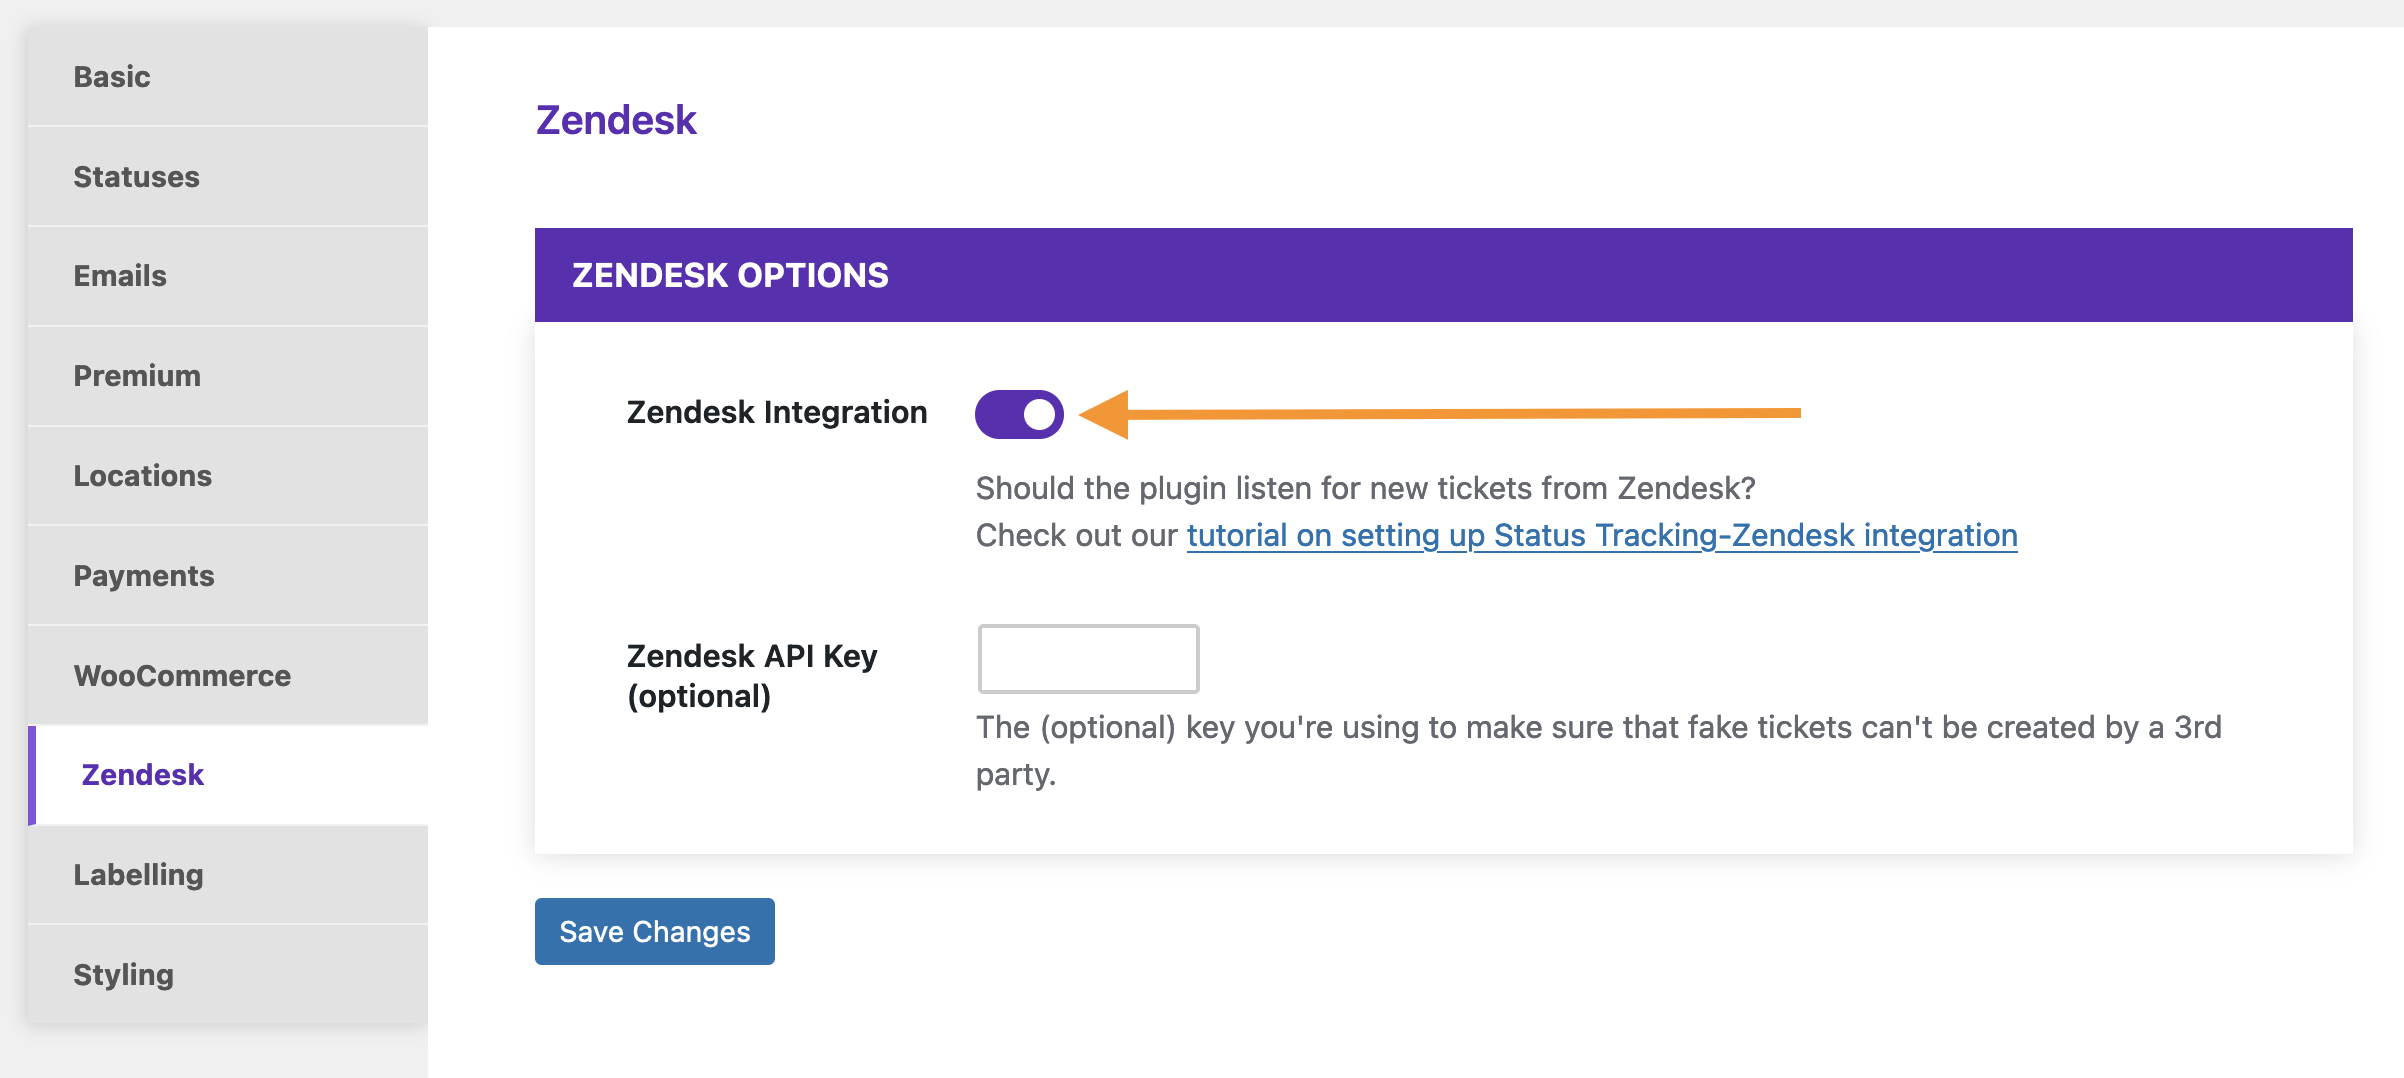 Basic
Statuses
Emails
Premium
Locations
Payments
WooCommerce
Zendesk
Labelling
Styling
Zendesk
ZENDESK OPTIONS
Zendesk Integration
Should the plugin listen for new tickets from Zendesk?
Check out our tutorial on setting up Status Tracking-Zendesk integration
Zendesk API Key
(optional)
The (optional) key you're using to make sure that fake tickets can't be created by a 3rd
party.
Save Changes